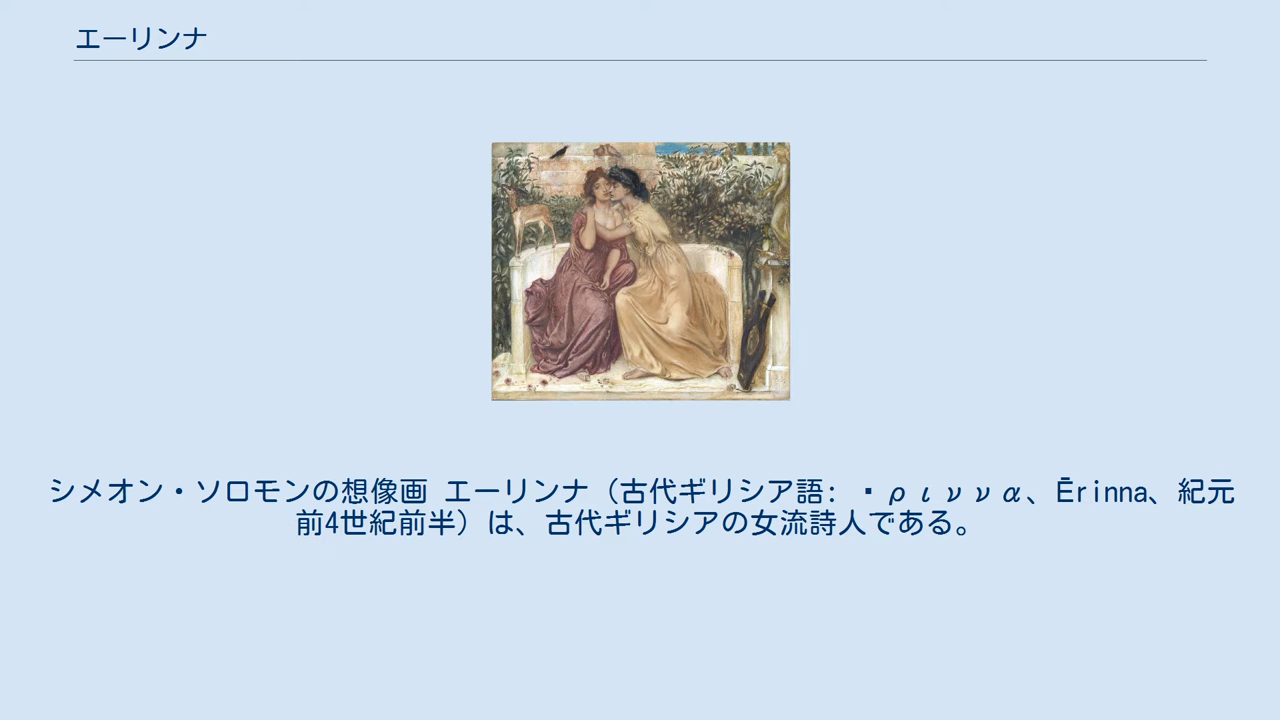 エーリンナ
シメオン・ソロモンの想像画 エーリンナ（古代ギリシア語: ▪ριννα、Ērinna、紀元
前4世紀前半）は、古代ギリシアの女流詩人である。